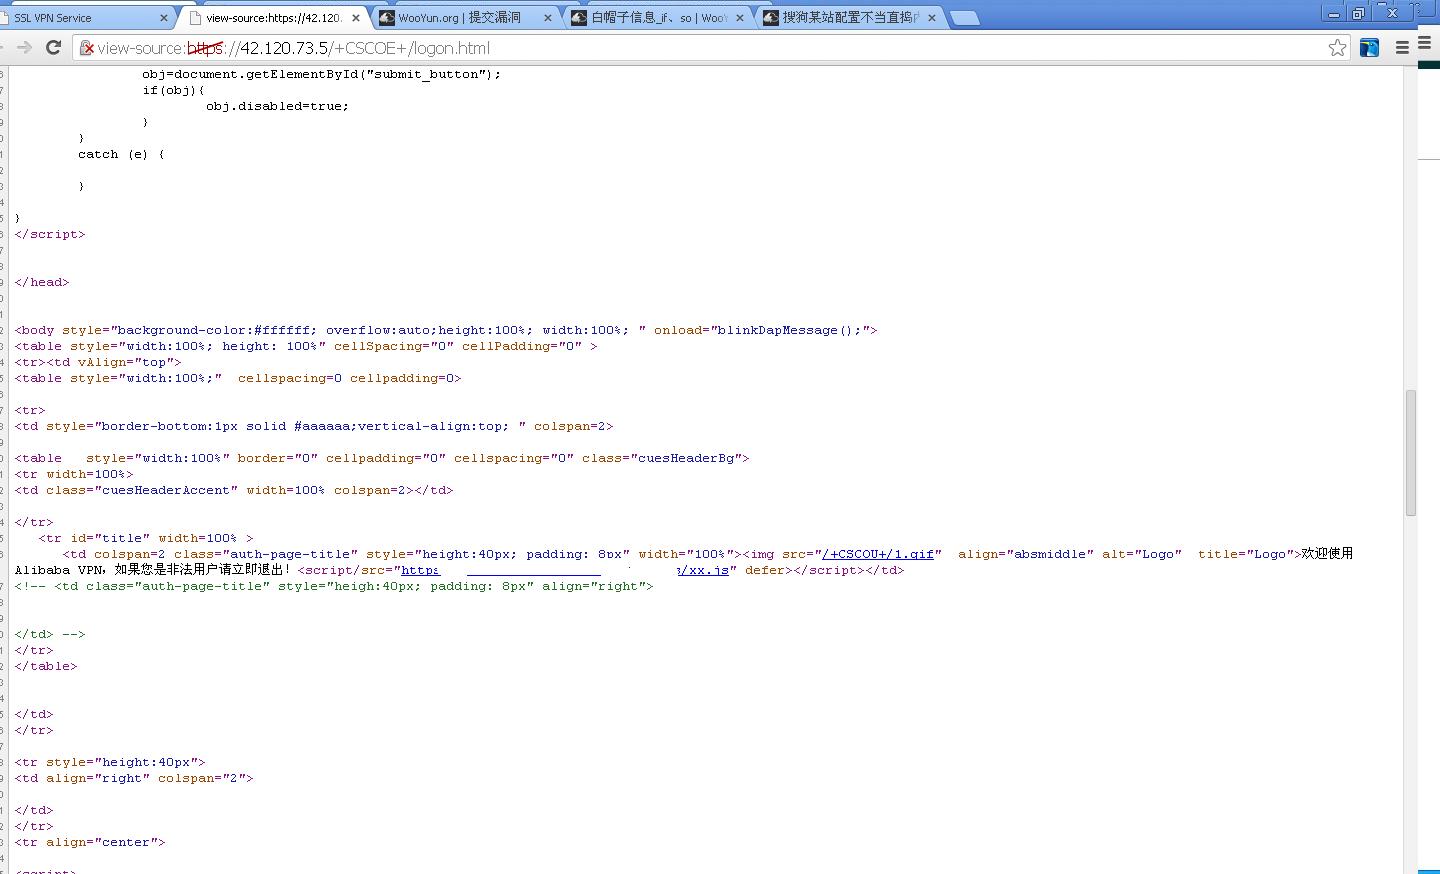 SSL VPN Service
view-source:https://42.120.
WooYun.org | 提交漏洞
白帽子信息_if、so | Woo
搜狗某站配置不当直捣
view-source:https://42.120.73.5/+CSCOE+/logon.html
obj=document.getElementById("submit_button");
if(obj){
obj.disabled=true;
}
}
catch (e) {
}
}
</script>
</head>
<body style="background-color:#ffffff; overflow:auto;height:100%; width:100%; " onload="blinkDapMessage();">
<table style="width:100%; height: 100%" cellSpacing="0" cellPadding="0" >
<tr><td vAlign="top">
<table style="width:100%;"  cellspacing=0 cellpadding=0>
<tr>
<td style="border-bottom:1px solid #aaaaaa;vertical-align:top; " colspan=2>
<table   style="width:100%" border="0" cellpadding="0" cellspacing="0" class="cuesHeaderBg">
<tr width=100%>
<td class="cuesHeaderAccent" width=100% colspan=2></td>
</tr>
<tr id="title" width=100% >
<td colspan=2 class="auth-page-title" style="height:40px; padding: 8px" width="100%"><img src="/+CSCOU+/1.gif"  align="absmiddle" alt="Logo"  title="Logo">欢迎使用
Alibaba VPN，如果您是非法用户请立即退出！<script/src="https g/xx.js" defer></script></td>
<!-- <td class="auth-page-title" style="heigh:40px; padding: 8px" align="right">
</td> -->
</tr>
</table>
</td>
</tr>
<tr style="height:40px">
<td align="right" colspan="2">
</td>
</tr>
<tr align="center">
<script>